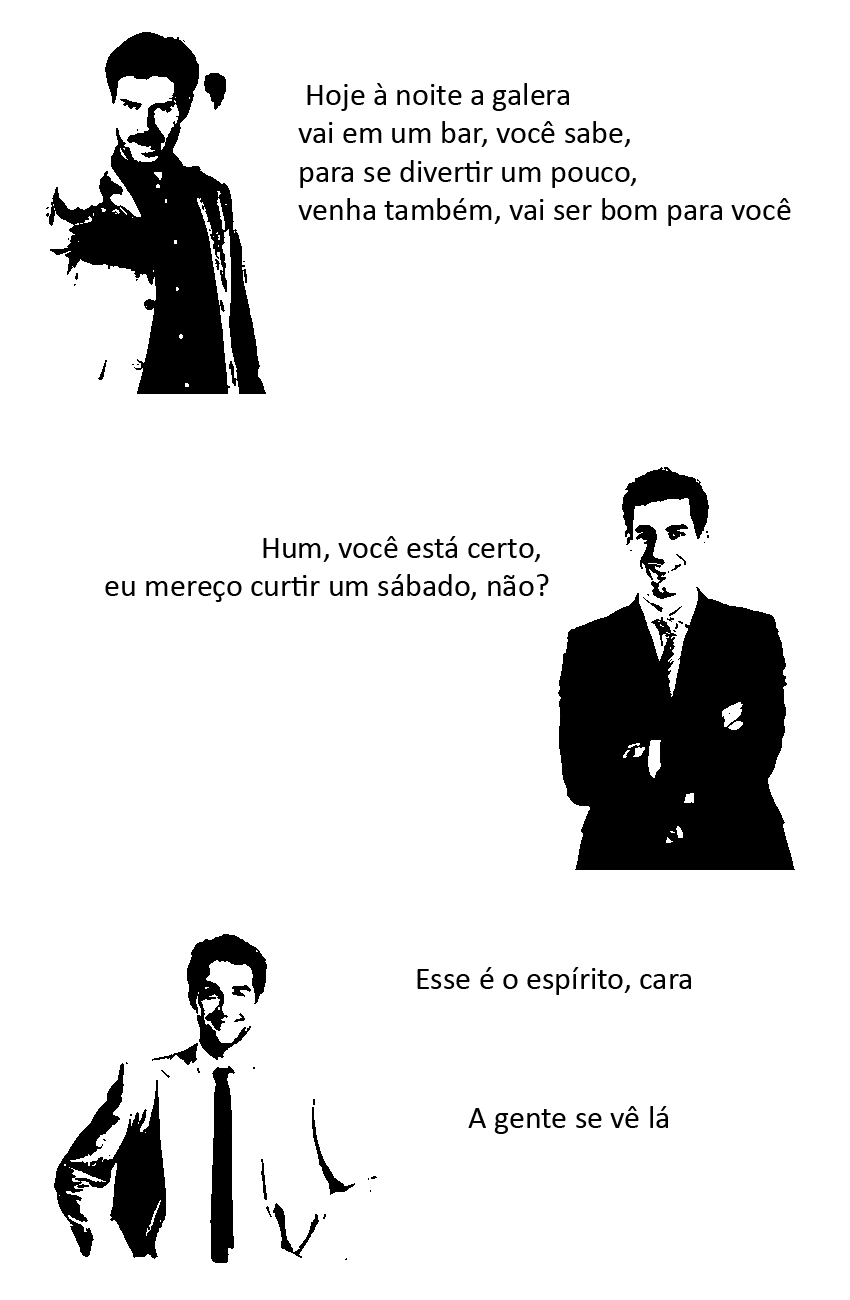 Hoje à noite a galera
vai em um bar, você sabe,
para se divertir um pouco,
venha também, vai ser bom para você
Hum, você está certo,
eu mereço curtir um sábado, não?
Esse é o espírito, cara
A gente se vê lá